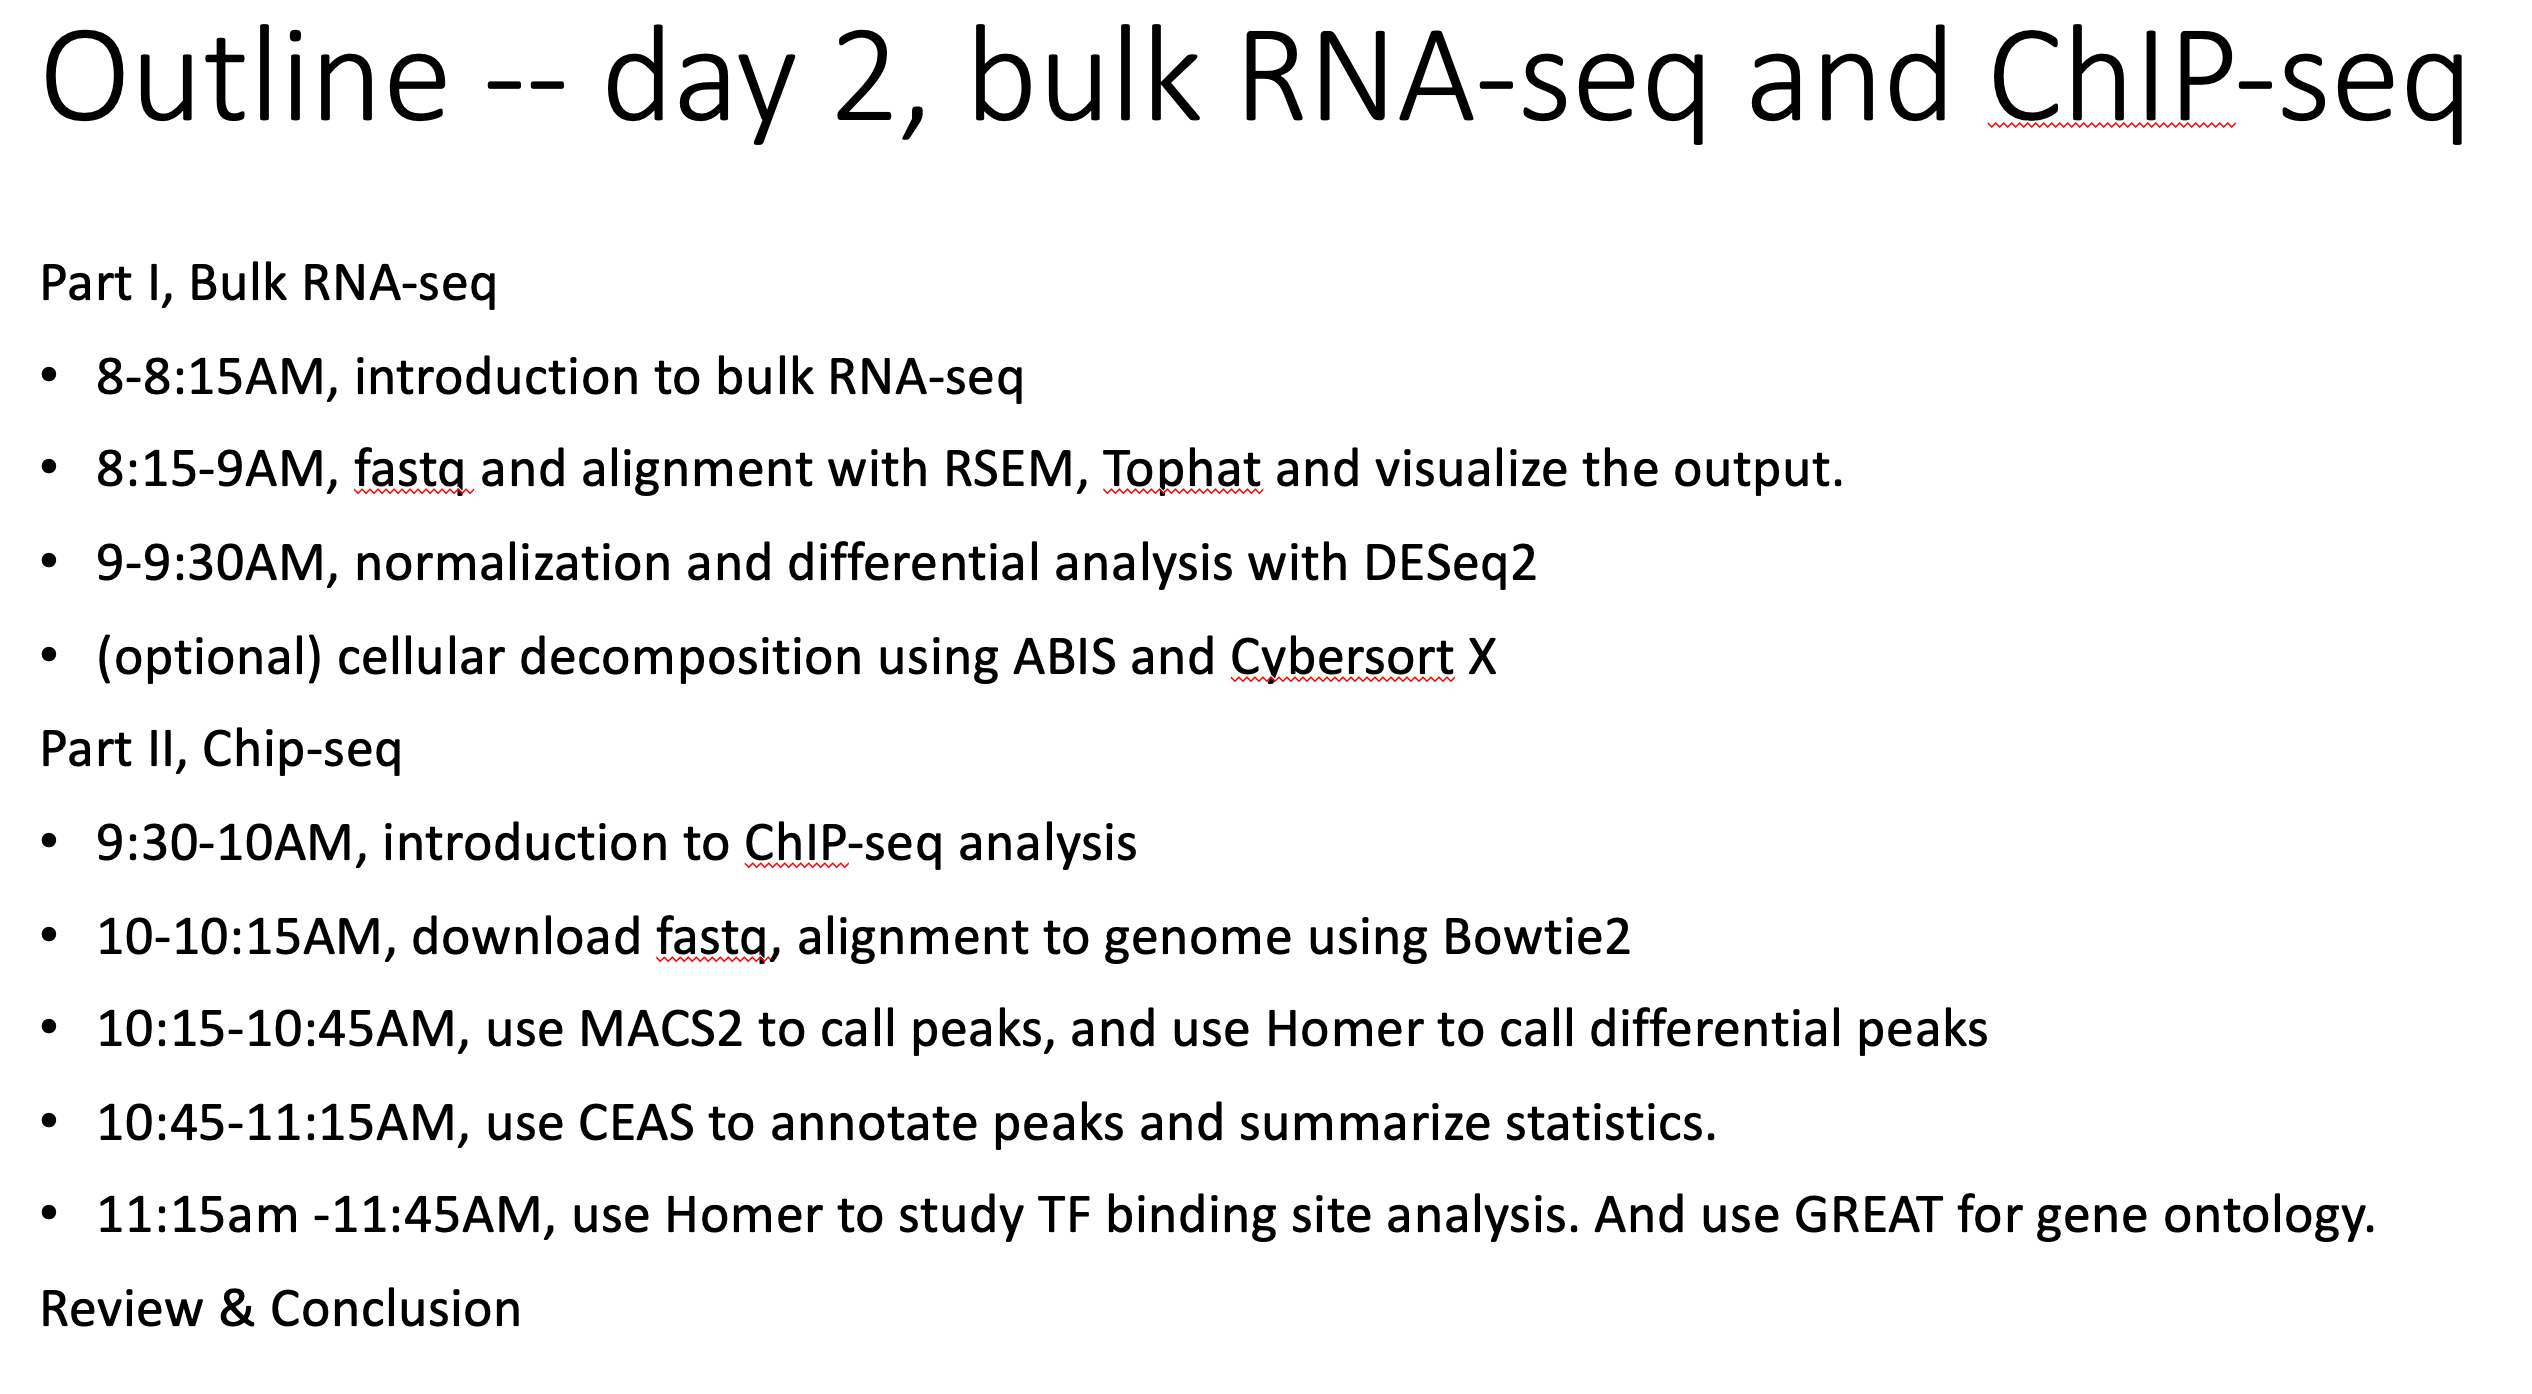 Outline -- day 2, bulk RNA-seq and ChIP-seq
Part I, Bulk RNA-seq
• 8-8:15AM, introduction to bulk RNA-seq
• 8:15-9AM, fastq and alignment with RSEM, Tophat and visualize the output.
• 9-9:30AM, normalization and differential analysis with DESeq2
• (optional) cellular decomposition using ABIS and Cybersort X
Part II, Chip-seq
• 9:30-10AM, introduction to ChIP-seq analysis
• 10-10:15AM, download fastq, alignment to genome using Bowtie2
• 10:15-10:45AM, use MACS2 to call peaks, and use Homer to call differential peaks
• 10:45-11:15AM, use CEAS to annotate peaks and summarize statistics.
• 11:15am -11:45AM, use Homer to study TF binding site analysis. And use GREAT for gene ontology.
Review & Conclusion